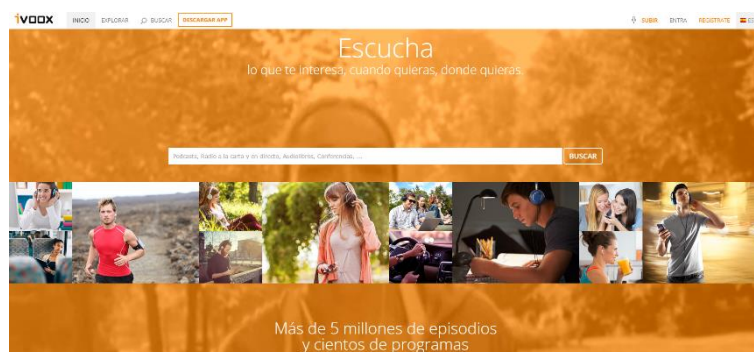 iVOOX
INICIO EXPLORAR BUSCAR DESCARGAR APP
SUBIR ENTRA REGÍSTRATE ES
Escucha
lo que te interesa, cuando quieras, donde quieras.
Podcasts, Radio a la carta y en directo, Audiolibros, Conferencias, ...
BUSCAR
Más de 5 millones de episodios
y cientos de programas